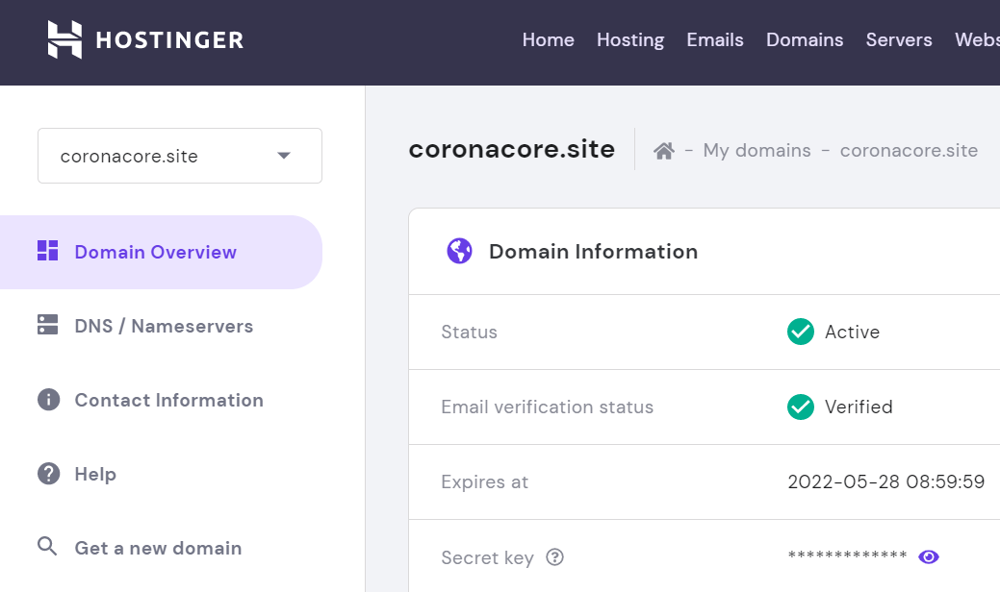 HOSTINGER
Home Hosting Emails Domains Servers Webs
coronacore.site
coronacore.site - My domains - coronacore.site
Domain Overview
Domain Information
DNS / Nameservers
Status Active
Contact Information
Email verification status Verified
Help
Expires at 2022-05-28 08:59:59
Get a new domain
Secret key ? *************